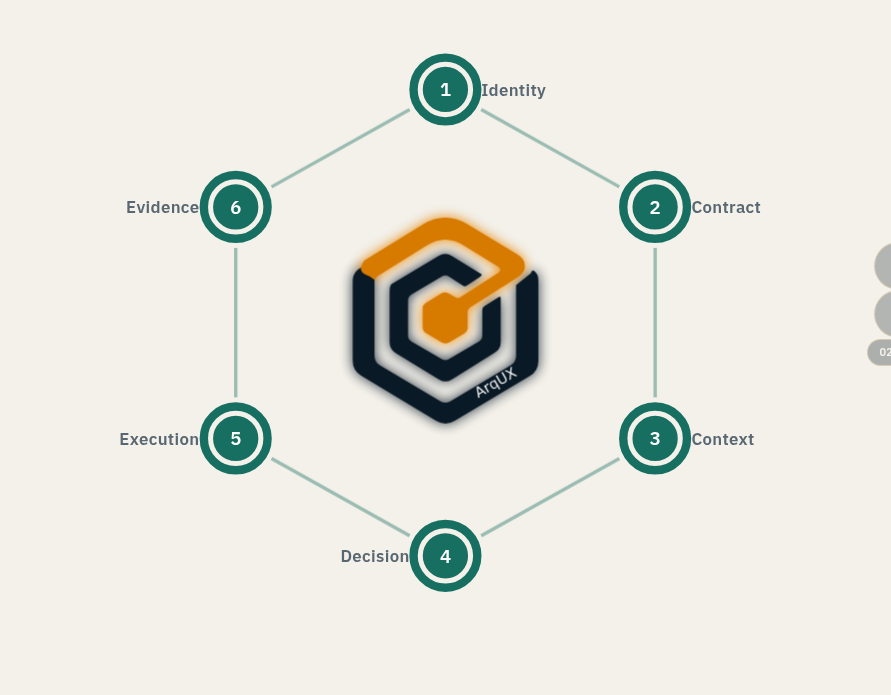 1 Identity
Evidence 6
2 Contract
ArqUX
Execution 5
3 Context
Decision 4